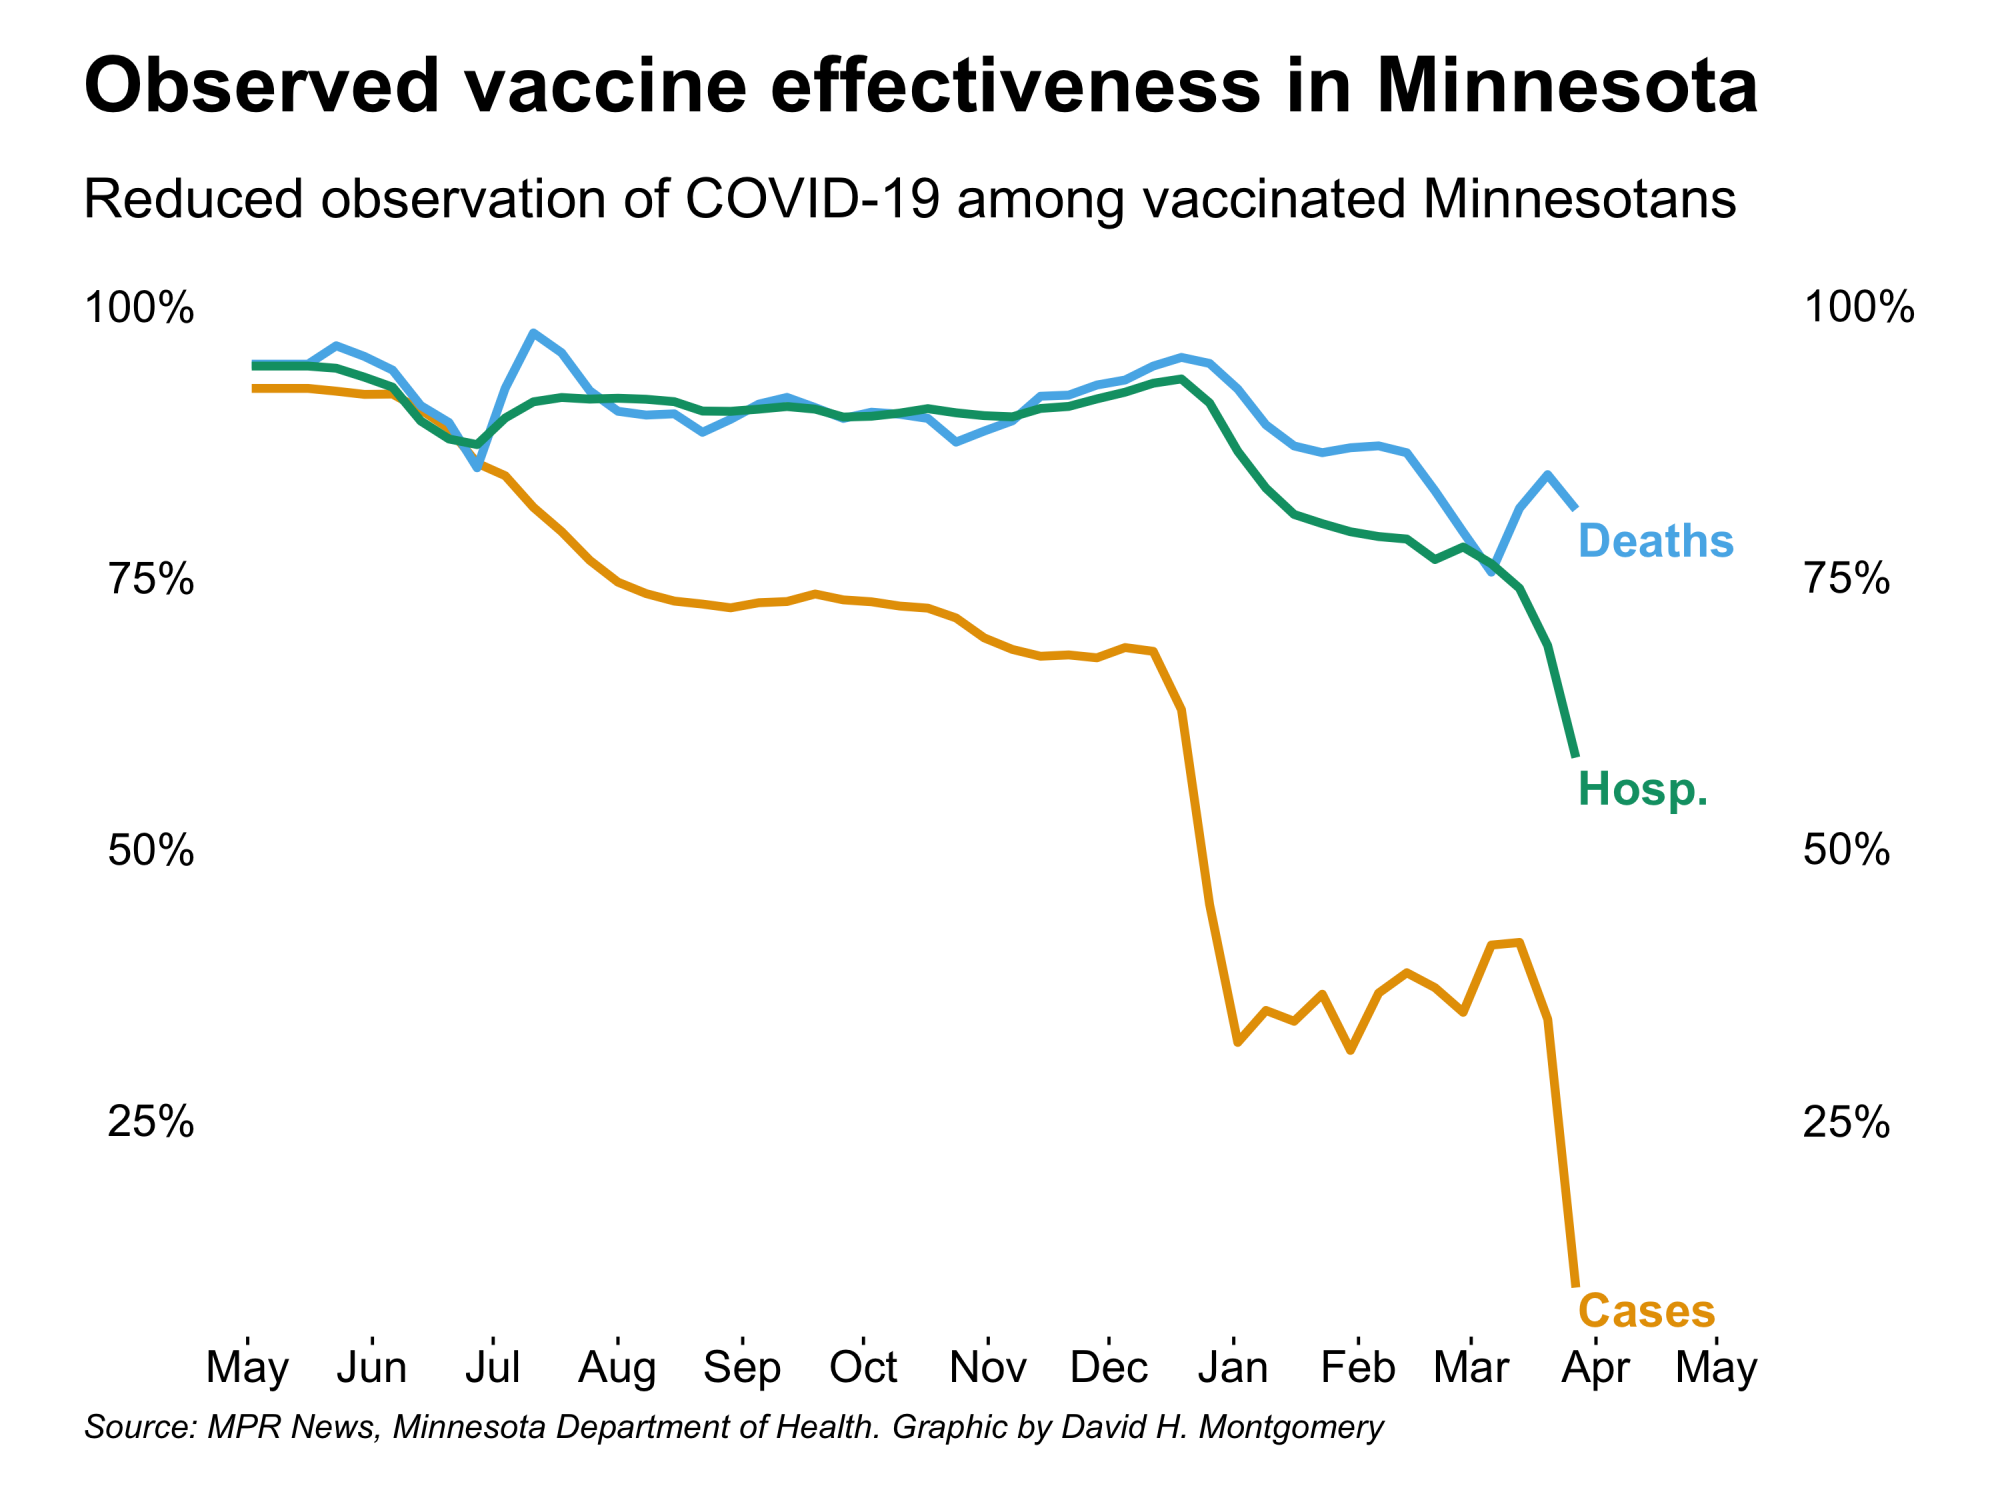 Observed vaccine effectiveness in Minnesota
Reduced observation of COVID-19 among vaccinated Minnesotans
100% 100%
Deaths
75% 75%
Hosp.
50% 50%
25% 25%
Cases
May Jun Jul Aug Sep Oct Nov Dec Jan Feb Mar Apr May
Source: MPR News, Minnesota Department of Health. Graphic by David H. Montgomery